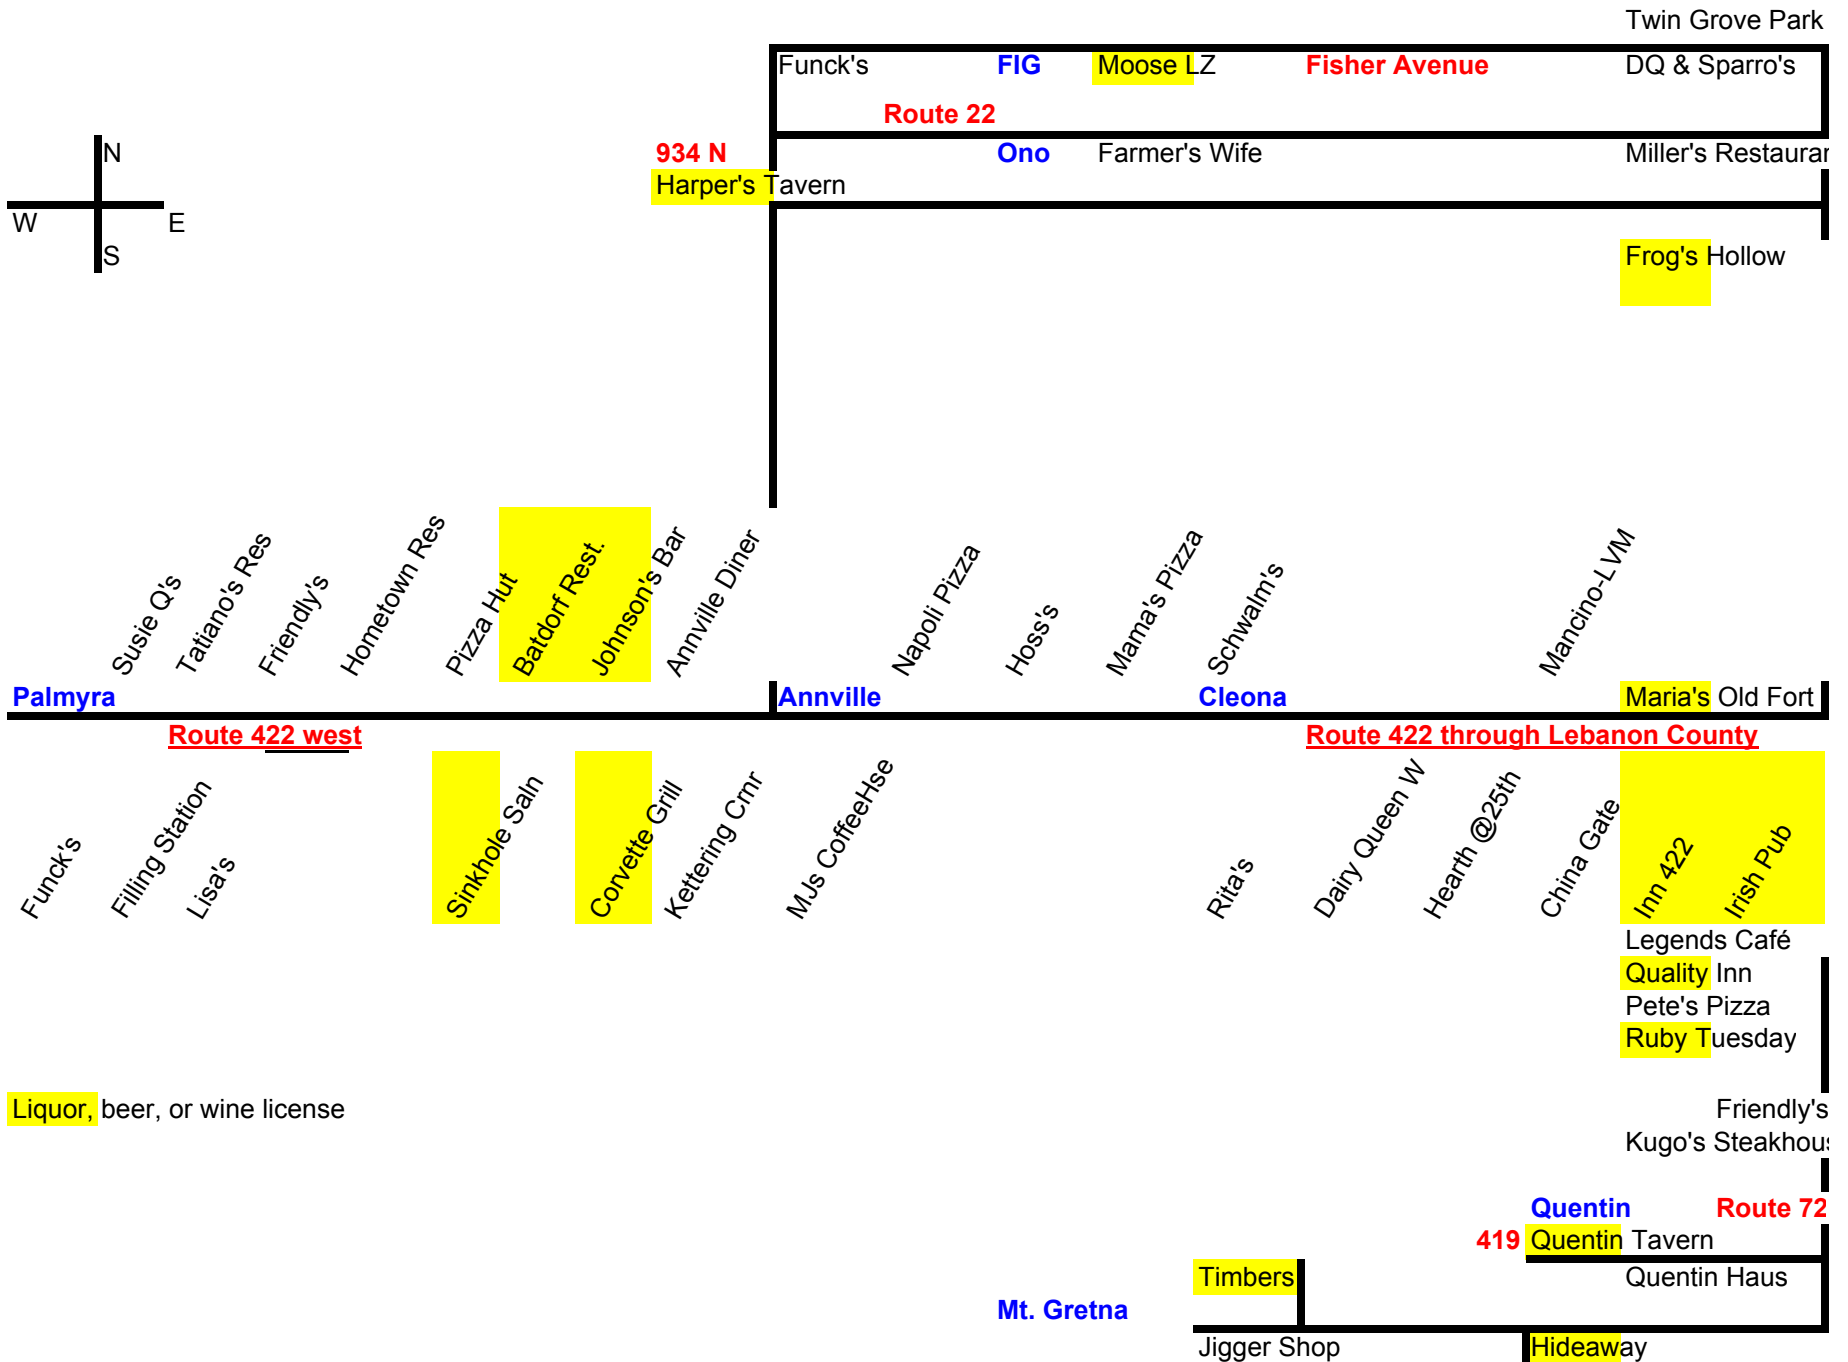 Twin Grove Park
Funck's FIG Moose LZ Fisher Avenue DQ & Sparro's
Route 22
N 934 N Ono Farmer's Wife Miller's Restaurar
Harper's Tavern
W E
S Frog's Hollow
Susie Q's Tatiano's Res Friendly's Hometown Res Pizza Hut Batdorf Rest. Johnson's Bar Annville Diner Napoli Pizza Hoss's Mama's Pizza Schwalm's Mancino-LVM
Palmyra Annville Cleona Maria's Old Fort
Route 422 west Route 422 through Lebanon County
Funck's Filling Station Lisa's Sinkhole Saln Corvette Grill Kettering Crnr MJs CoffeeHse Rita's Dairy Queen W Hearth @25th China Gate Inn 422 Irish Pub
Legends Café
Quality Inn
Pete's Pizza
Ruby Tuesday
Liquor, beer, or wine license Friendly's
Kugo's Steakhous
Quentin Route 72
419 Quentin Tavern
Timbers Quentin Haus
Mt. Gretna
Jigger Shop Hideaway